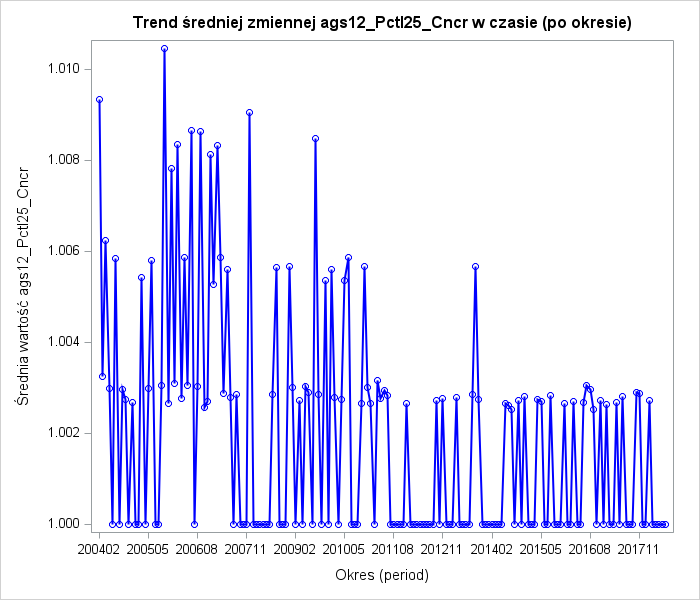 Trend średniej zmiennej ags12_Pctl25_Cncr w czasie (po okresie)
Średnia wartość ags12_Pctl25_Cncr
1.010
1.008
1.006
1.004
1.002
1.000
200402 200505 200608 200711 200902 201005 201108 201211 201402 201505 201608 201711
Okres (period)